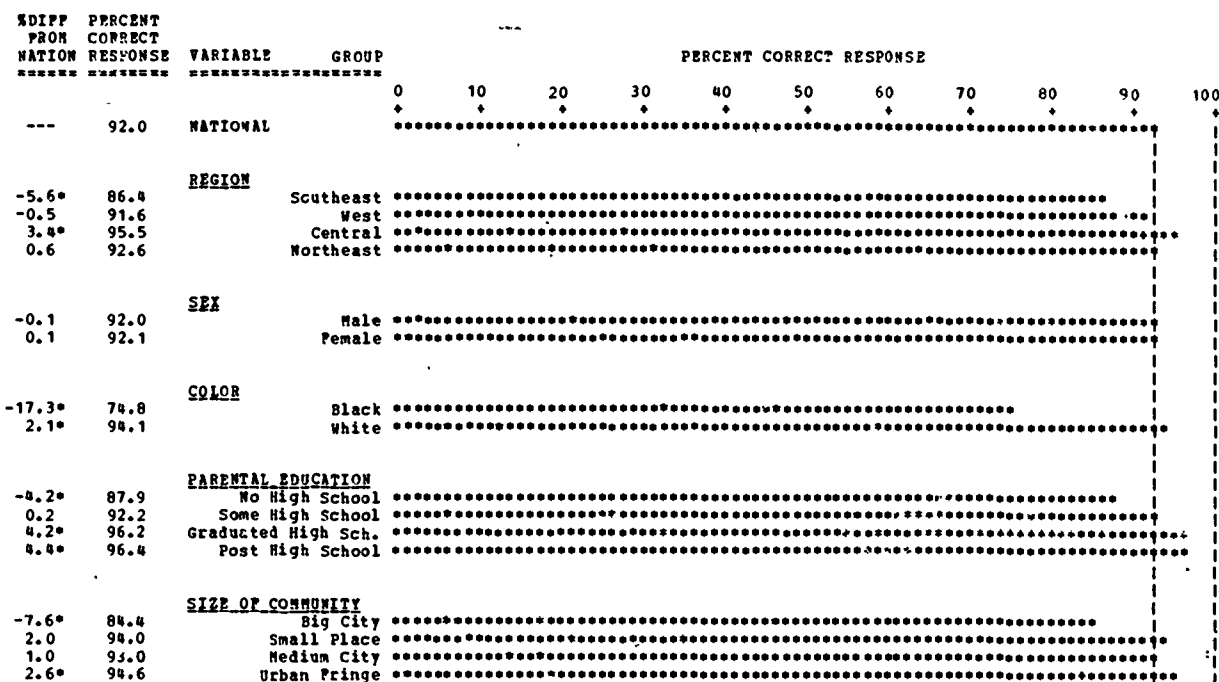 %DIFF PERCENT
FROM CORRECT
NATION RESPONSE VARIABLE GROUP PERCENT CORRECT RESPONSE
0 10 20 30 40 50 60 70 80 90 100
--- 92.0 NATIONAL
REGION
-5.6* 86.4 Southeast
-0.5 91.6 West
3.4* 95.5 Central
0.6 92.6 Northeast
SEX
-0.1 92.0 Male
0.1 92.1 Female
COLOR
-17.3* 74.8 Black
2.1* 94.1 White
PARENTAL EDUCATION
-4.2* 87.9 No High School
0.2 92.2 Some High School
4.2* 96.2 Graduated High Sch.
4.4* 96.4 Post High School
SIZE OF COMMUNITY
-7.6* 84.4 Big City
2.0 94.0 Small Place
1.0 93.0 Medium City
2.6* 94.6 Urban Fringe